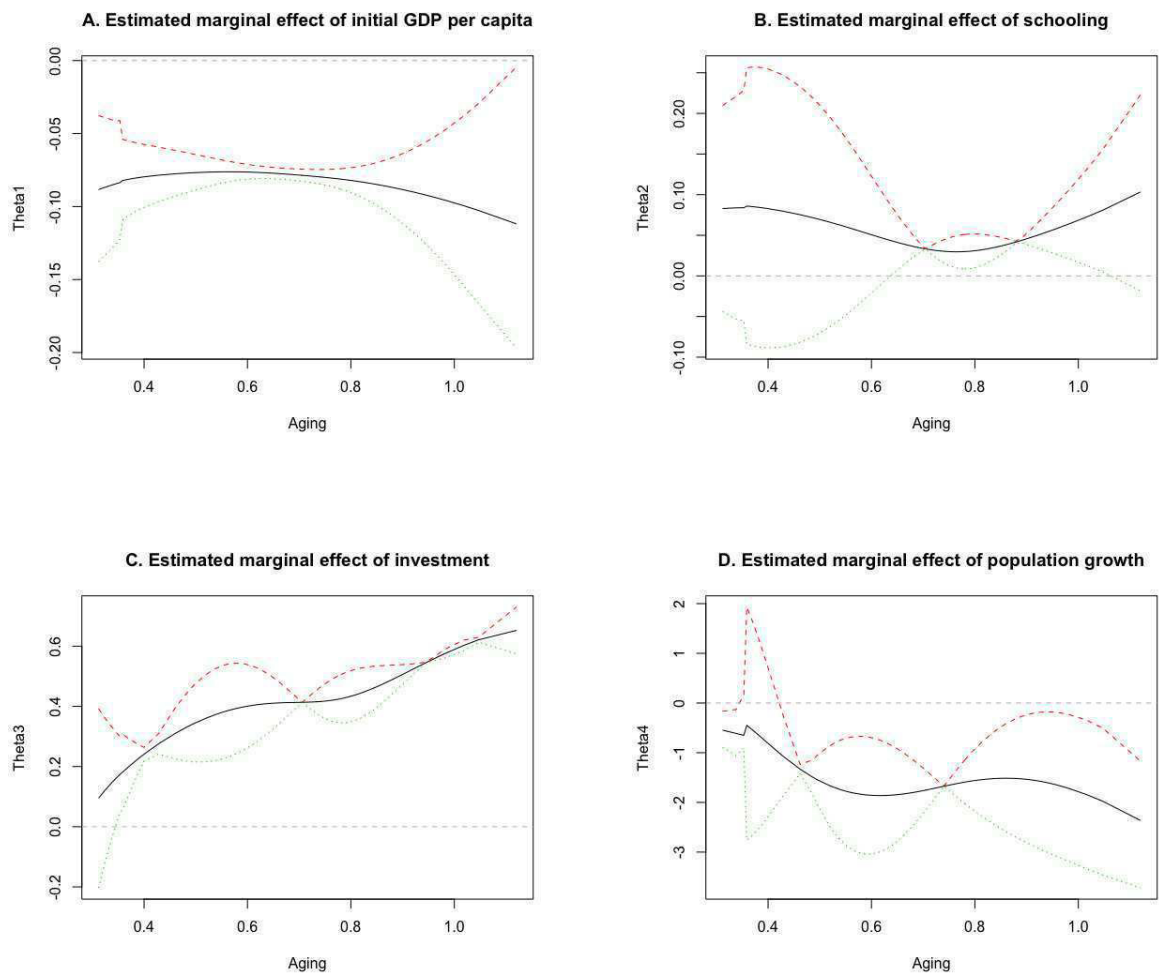 A. Estimated marginal effect of initial GDP per capita
Theta1
0.00
-0.05
-0.10
-0.15
-0.20
0.4 0.6 0.8 1.0
Aging
B. Estimated marginal effect of schooling
Theta2
0.20
0.10
0.00
-0.10
0.4 0.6 0.8 1.0
Aging
C. Estimated marginal effect of investment
Theta3
0.6
0.4
0.2
0.0
-0.2
0.4 0.6 0.8 1.0
Aging
D. Estimated marginal effect of population growth
Theta4
2
1
0
-1
-2
-3
0.4 0.6 0.8 1.0
Aging